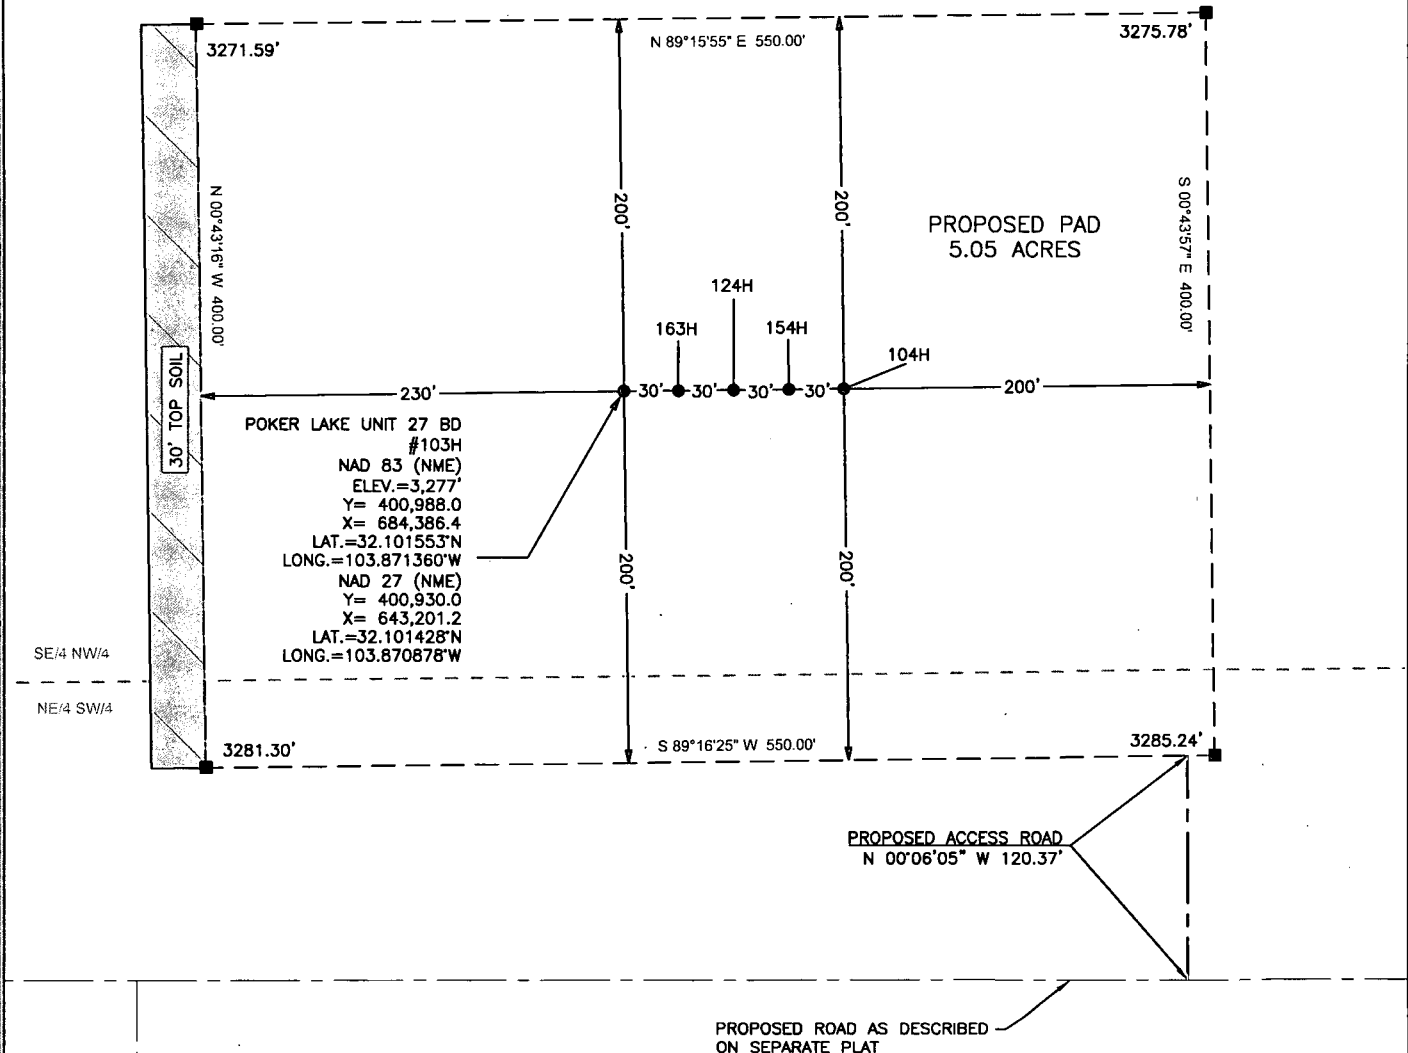 3271.59'
N 89°15'55" E 550.00'
3275.78'
N 00°43'16" W 400.00'
200'
200'
PROPOSED PAD
5.05 ACRES
S 00°43'57" E 400.00'
124H
163H
154H
104H
30' TOP SOIL
230'
30'
30'
30'
30'
200'
POKER LAKE UNIT 27 BD
#103H
NAD 83 (NME)
ELEV.=3,277'
Y= 400,988.0
X= 684,386.4
LAT.=32.101553°N
LONG.=103.871360°W
NAD 27 (NME)
Y= 400,930.0
X= 643,201.2
LAT.=32.101428°N
LONG.=103.870878°W
200'
200'
SE/4 NW/4
NE/4 SW/4
3281.30'
S 89°16'25" W 550.00'
3285.24'
PROPOSED ACCESS ROAD
N 00°06'05" W 120.37'
PROPOSED ROAD AS DESCRIBED
ON SEPARATE PLAT